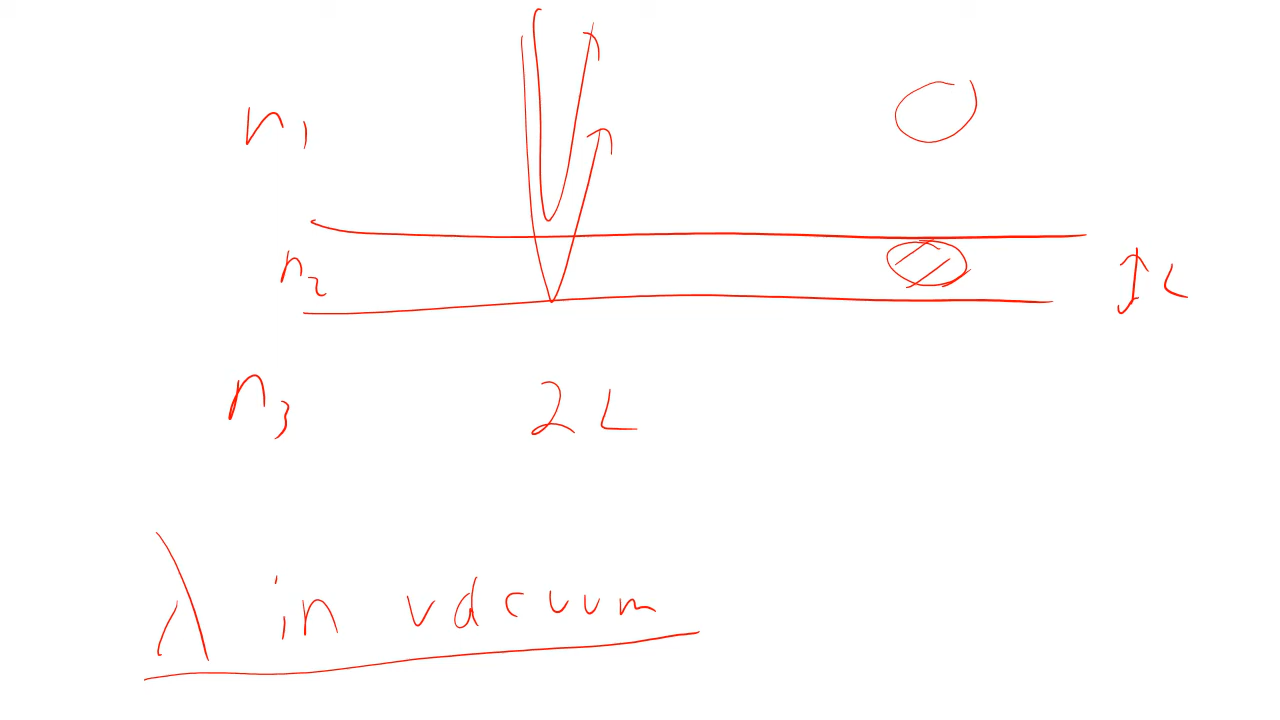 n1
n2
L
n3
2L
λ in vacuum